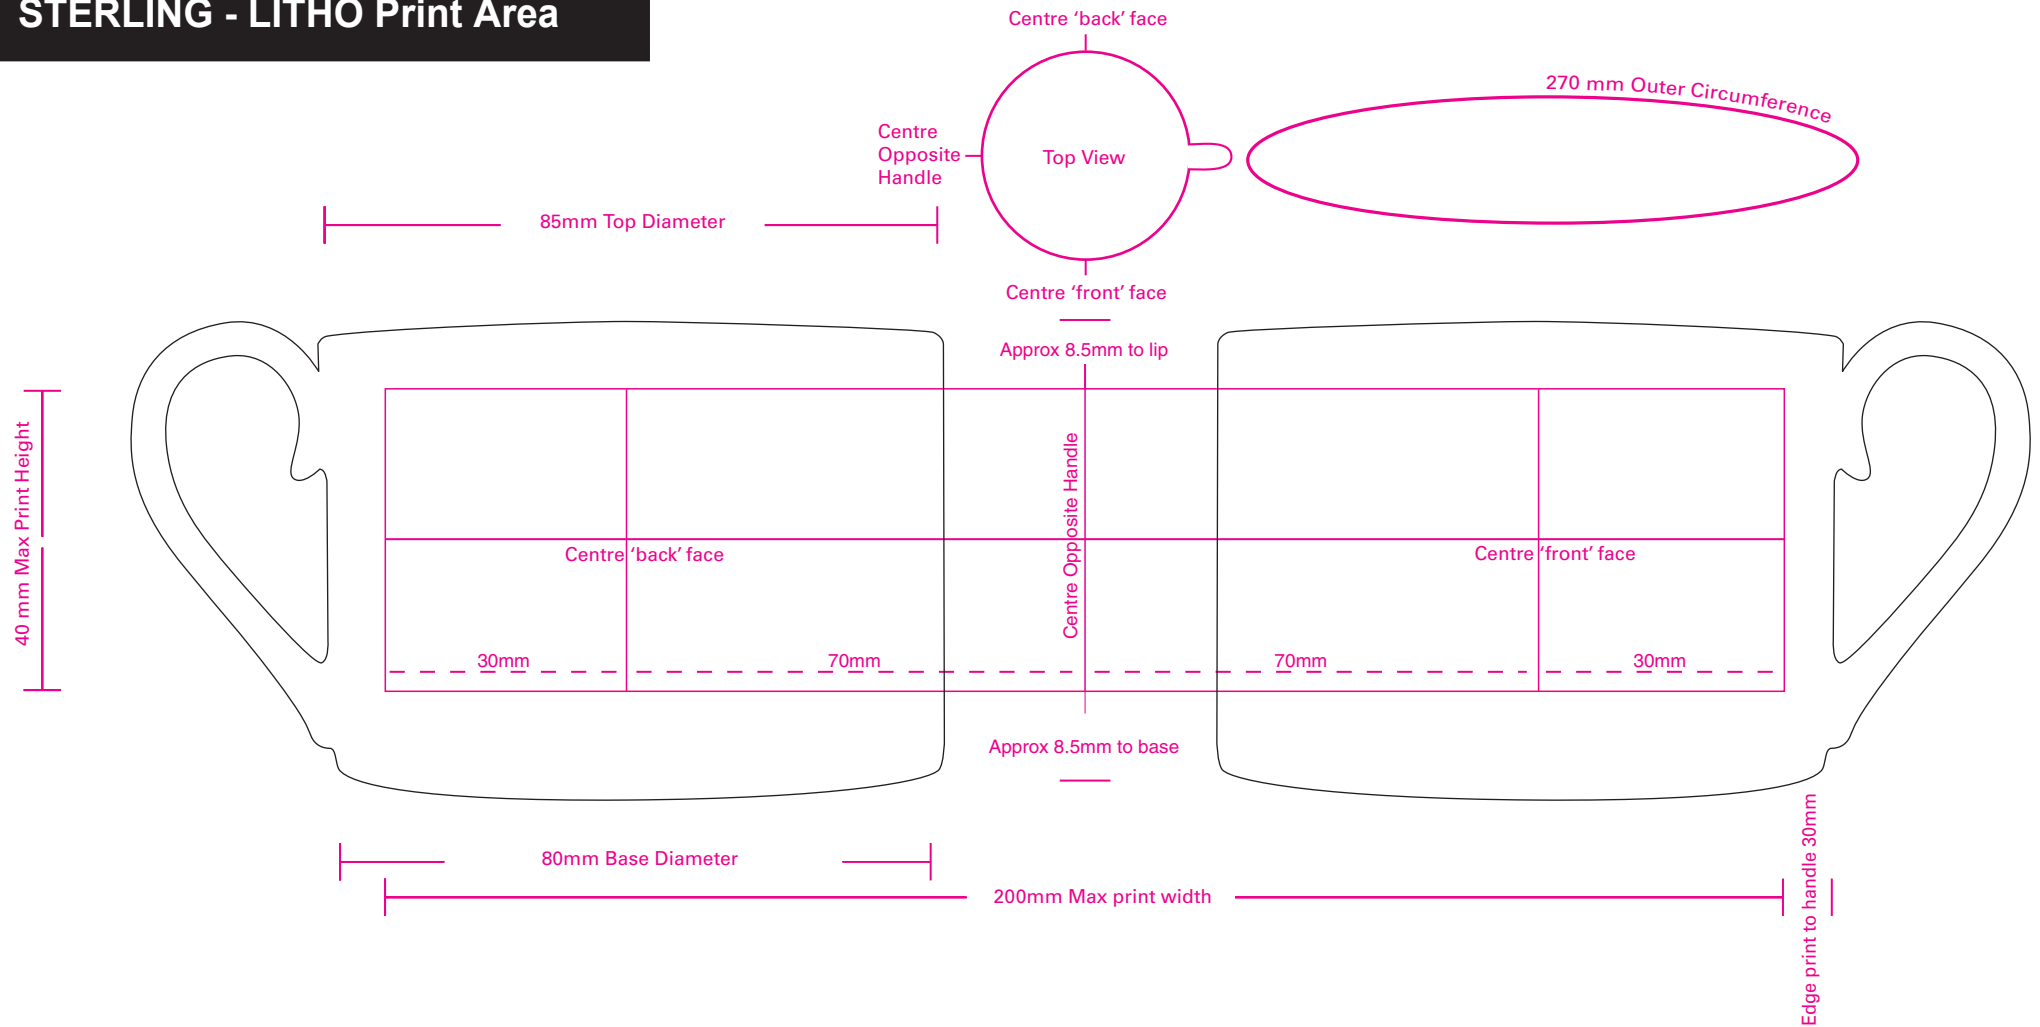 STERLING - LITHO Print Area
Centre ‘back’ face
270 mm Outer Circumference
Centre
Opposite
Handle
Top View
85mm Top Diameter
Centre ‘front’ face
Approx 8.5mm to lip
40 mm Max Print Height
Centre Opposite Handle
Centre ‘back’ face
Centre ‘front’ face
30mm
70mm
70mm
30mm
Approx 8.5mm to base
80mm Base Diameter
200mm Max print width
Edge print to handle 30mm